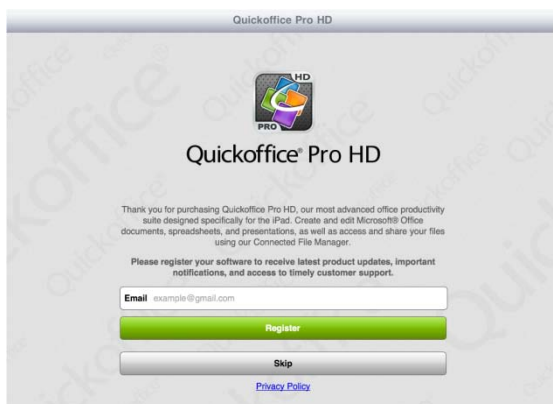 Quickoffice Pro HD
HD
PRO
Quickoffice® Pro HD
Thank you for purchasing Quickoffice Pro HD, our most advanced office productivity
suite designed specifically for the iPad. Create and edit Microsoft® Office
documents, spreadsheets, and presentations, as well as access and share your files
using our Connected File Manager.
Please register your software to receive latest product updates, important
notifications, and access to timely customer support.
Email example@gmail.com
Register
Skip
Privacy Policy